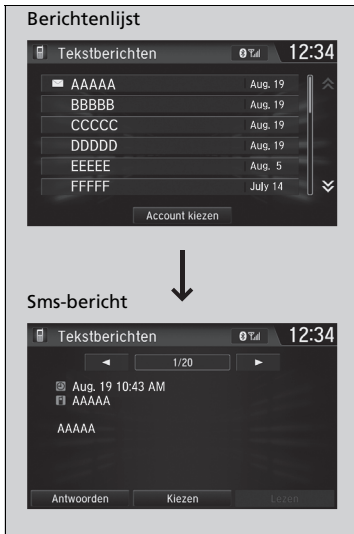 Berichtenlijst
Tekstberichten 12:34
AAAAA Aug. 19
BBBBB Aug. 19
CCCCC Aug. 19
DDDDD Aug. 19
EEEEE Aug. 5
FFFFF July 14
Account kiezen
Sms-bericht
Tekstberichten 12:34
1/20
Aug. 19 10:43 AM
AAAAA
AAAAA
Antwoorden Kiezen Lezen